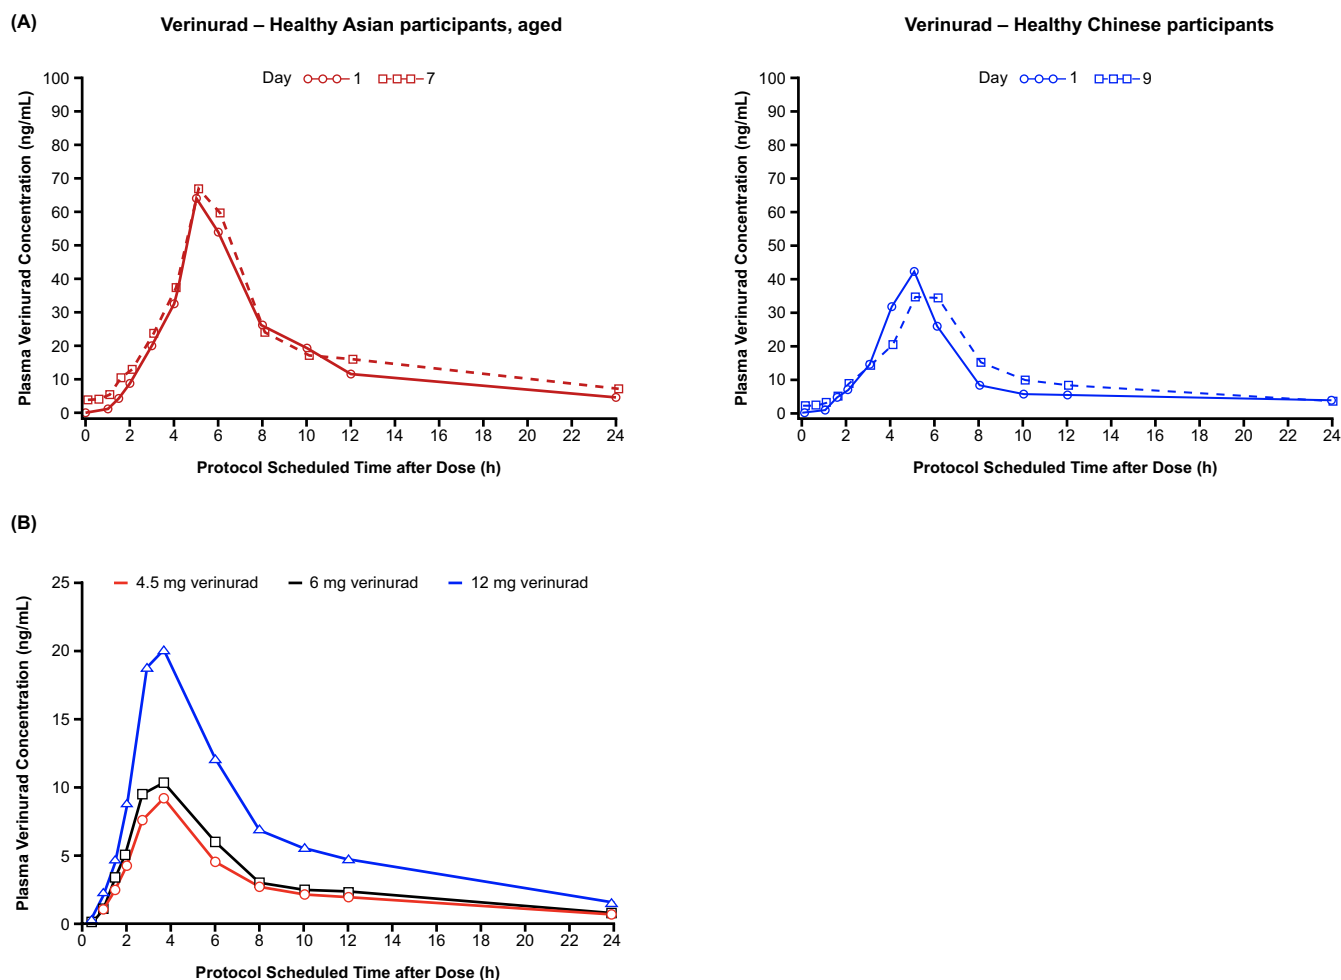 (A)
Verinurad – Healthy Asian participants, aged
Day 1 7
Plasma Verinurad Concentration (ng/mL)
100
90
80
70
60
50
40
30
20
10
0
0 2 4 6 8 10 12 14 16 18 20 22 24
Protocol Scheduled Time after Dose (h)
Verinurad – Healthy Chinese participants
Day 1 9
Plasma Verinurad Concentration (ng/mL)
100
90
80
70
60
50
40
30
20
10
0
0 2 4 6 8 10 12 14 16 18 20 22 24
Protocol Scheduled Time after Dose (h)
(B)
4.5 mg verinurad 6 mg verinurad 12 mg verinurad
Plasma Verinurad Concentration (ng/mL)
25
20
15
10
5
0
0 2 4 6 8 10 12 14 16 18 20 22 24
Protocol Scheduled Time after Dose (h)